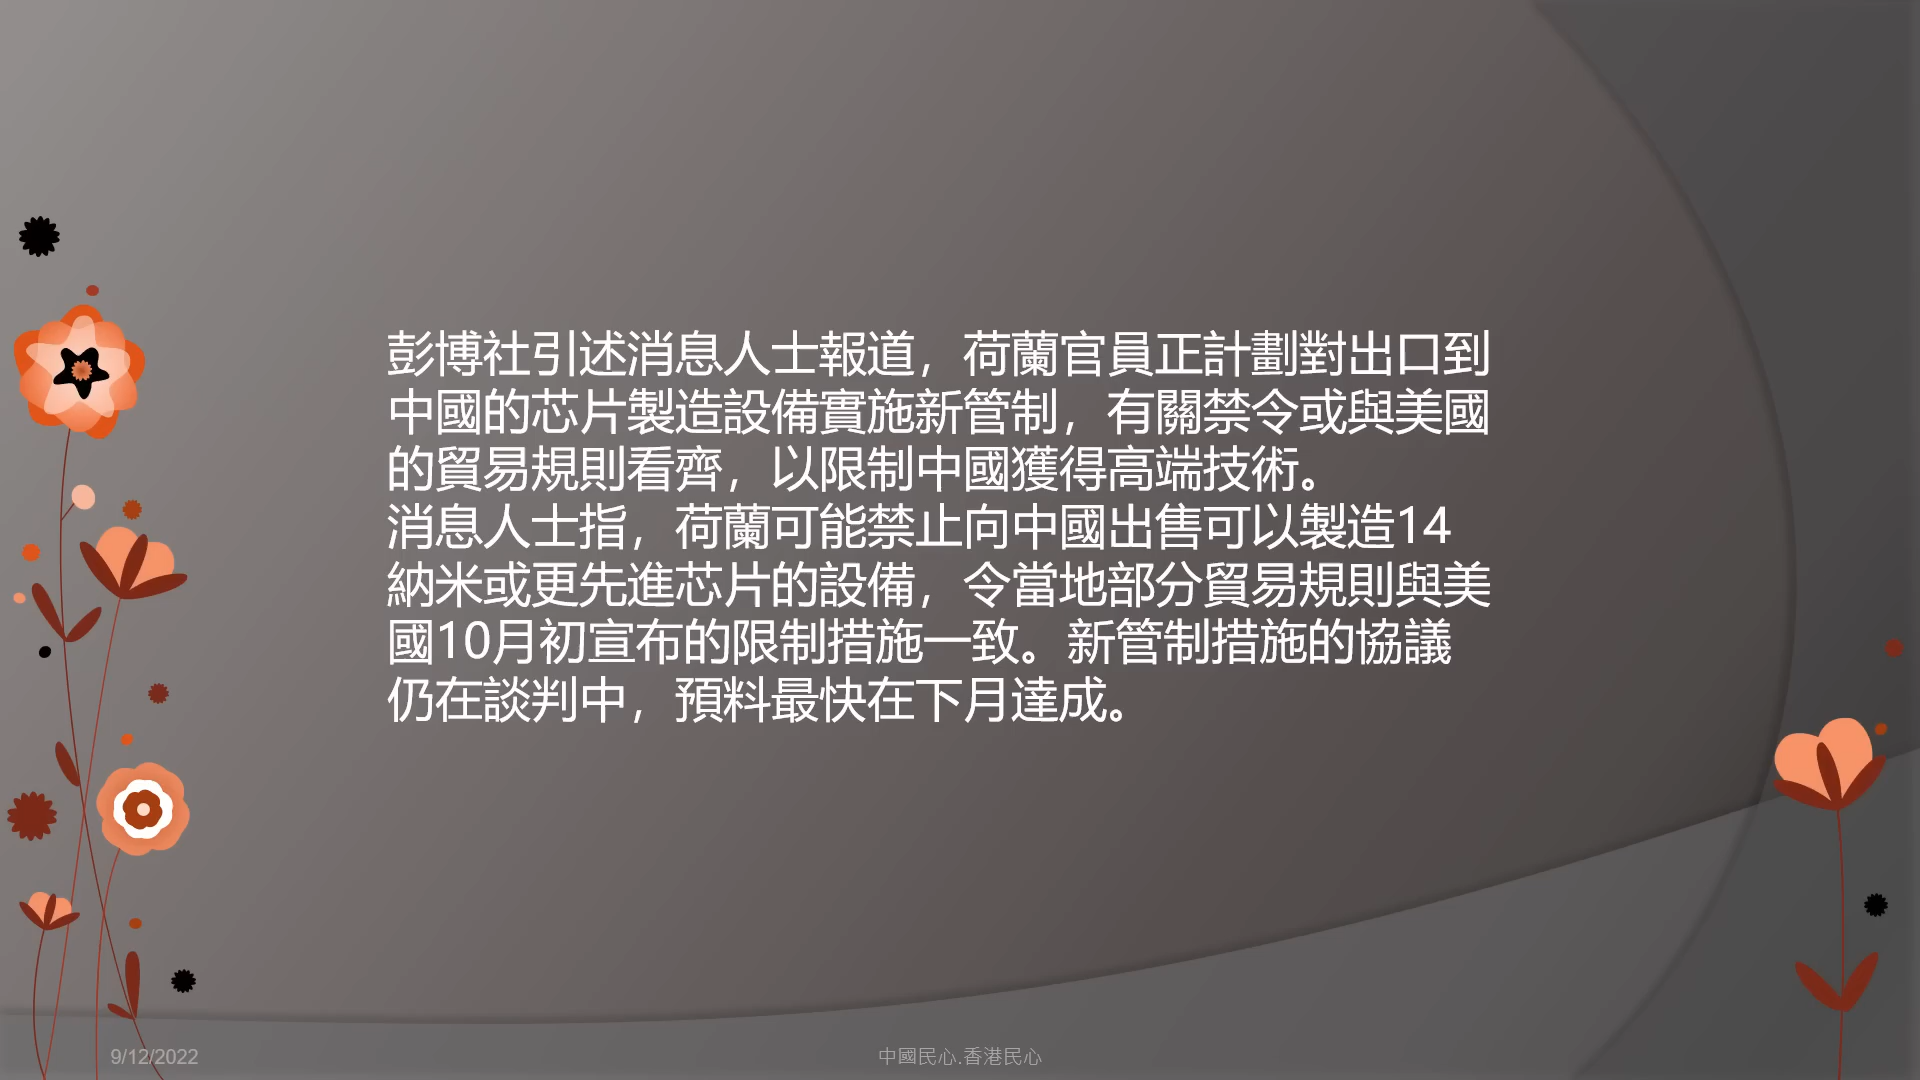 彭博社引述消息人士報道，荷蘭官員正計劃對出口到
中國的芯片製造設備實施新管制，有關禁令或與美國
的貿易規則看齊，以限制中國獲得高端技術。
消息人士指，荷蘭可能禁止向中國出售可以製造14
納米或更先進芯片的設備，令當地部分貿易規則與美
國10月初宣布的限制措施一致。新管制措施的協議
仍在談判中，預料最快在下月達成。
9/12/2022
中國民心.香港民心